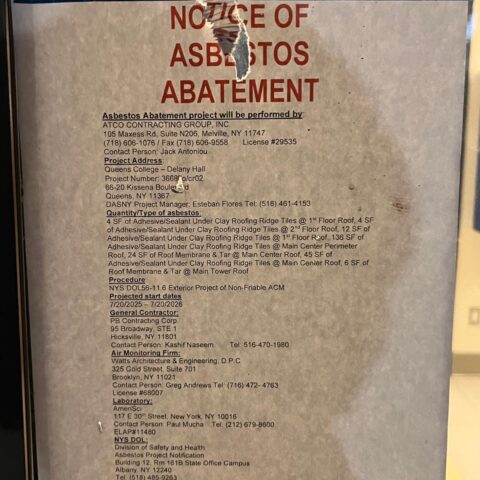 NOTICE OF
ASBESTOS
ABATEMENT
Asbestos Abatement project will be performed by
ATCO CONTRACTING GROUP, INC.
105 Maxess Rd, Suite N206, Melville, NY 11747
(718) 606-1076 / Fax (718) 606-9558 License #29535
Contact Person: Jack Antoniou
Project Address:
Queens College – Delany Hall
Project Number:
66-20 Kissena Boulevard
Queens, NY 11367
DASNY Project Manager: Esteban Flores Tel: (518) 461-4153
Quantity/Type of asbestos:
4 SF of Adhesive/Sealant Under Clay Roofing Ridge Tiles @ 1st Floor Roof, 4 SF
of Adhesive/Sealant Under Clay Roofing Ridge Tiles @ 2nd Floor Roof, 12 SF of
Adhesive/Sealant Under Clay Roofing Ridge Tiles @ 1st Floor Roof, 136 SF of
Adhesive/Sealant Under Clay Roofing Ridge Tiles @ Main Center Perimeter
Roof, 24 SF of Roof Membrane & Tar @ Main Center Roof, 45 SF of
Adhesive/Sealant Under Clay Roofing Ridge Tiles @ Main Center Roof, 6 SF of
Roof Membrane & Tar @ Main Tower Roof
Procedure
NYS DOL56-11.6 Exterior Project of Non-Friable ACM
Projected start dates
7/20/2025 – 7/20/2026
General Contractor:
PB Contracting Corp.
95 Broadway, STE 1
Hicksville, NY 11801
Contact Person: Kashif Naseem Tel: 516-470-1980
Air Monitoring Firm:
Watts Architecture & Engineering, D.P.C
325 Gold Street, Suite 701
Brooklyn, NY 11021
Contact Person: Greg Andrews Tel: (716) 472- 4763
License #68007
Laboratory:
AmeriSci
117 E 30th Street, New York, NY 10016
Contact Person: Paul Mucha Tel: (212) 679-8600
ELAP#11480
NYS DOL:
Division of Safety and Health
Asbestos Project Notification
Building 12, Rm 161B State Office Campus
Albany, NY 12240
Tel: (518) 485-9263